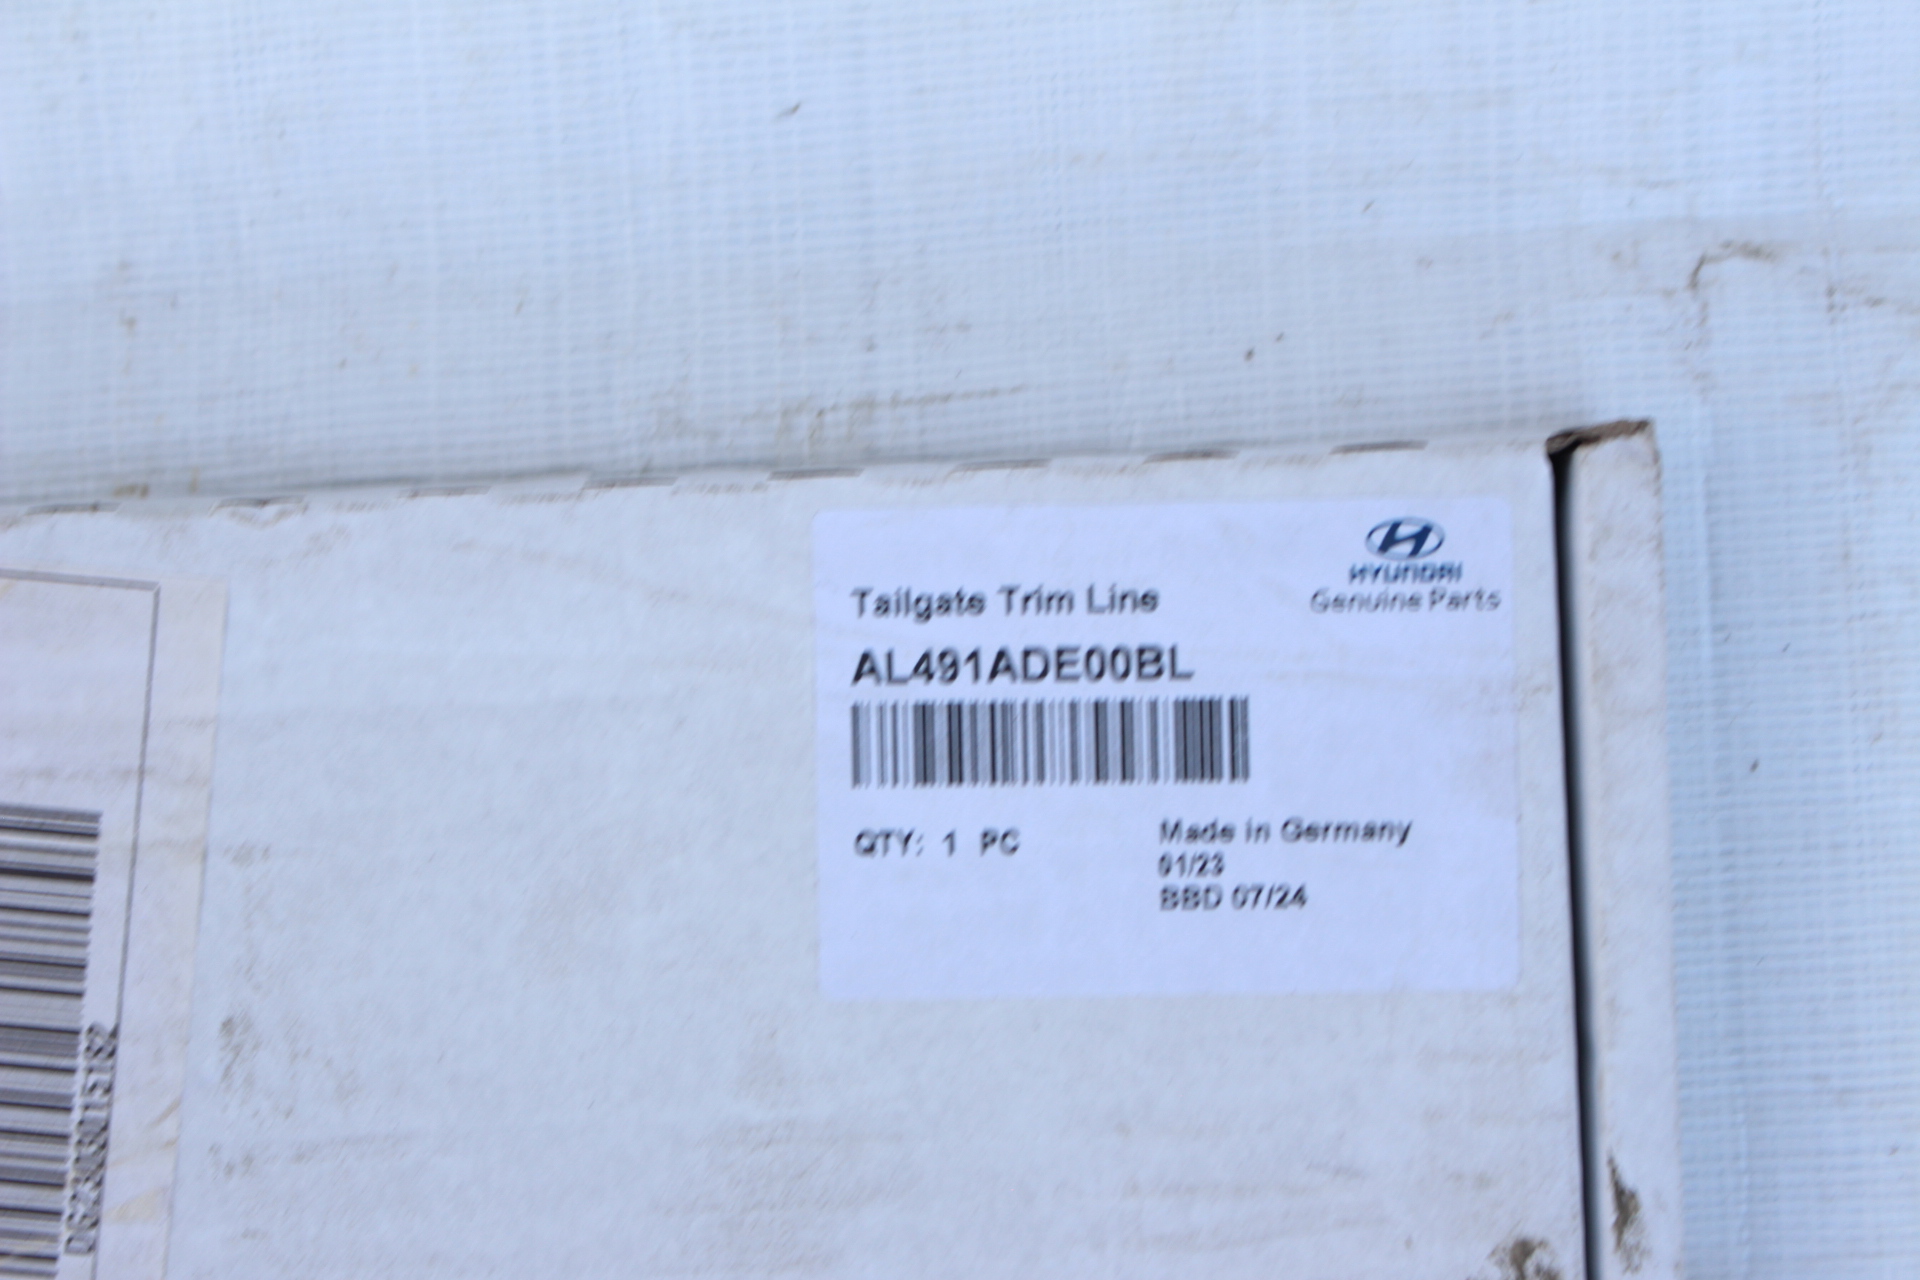 HYUNDAI
Genuine Parts
Tailgate Trim Line
AL491ADE00BL
QTY: 1 PC
Made in Germany
01/23
BBD 07/24